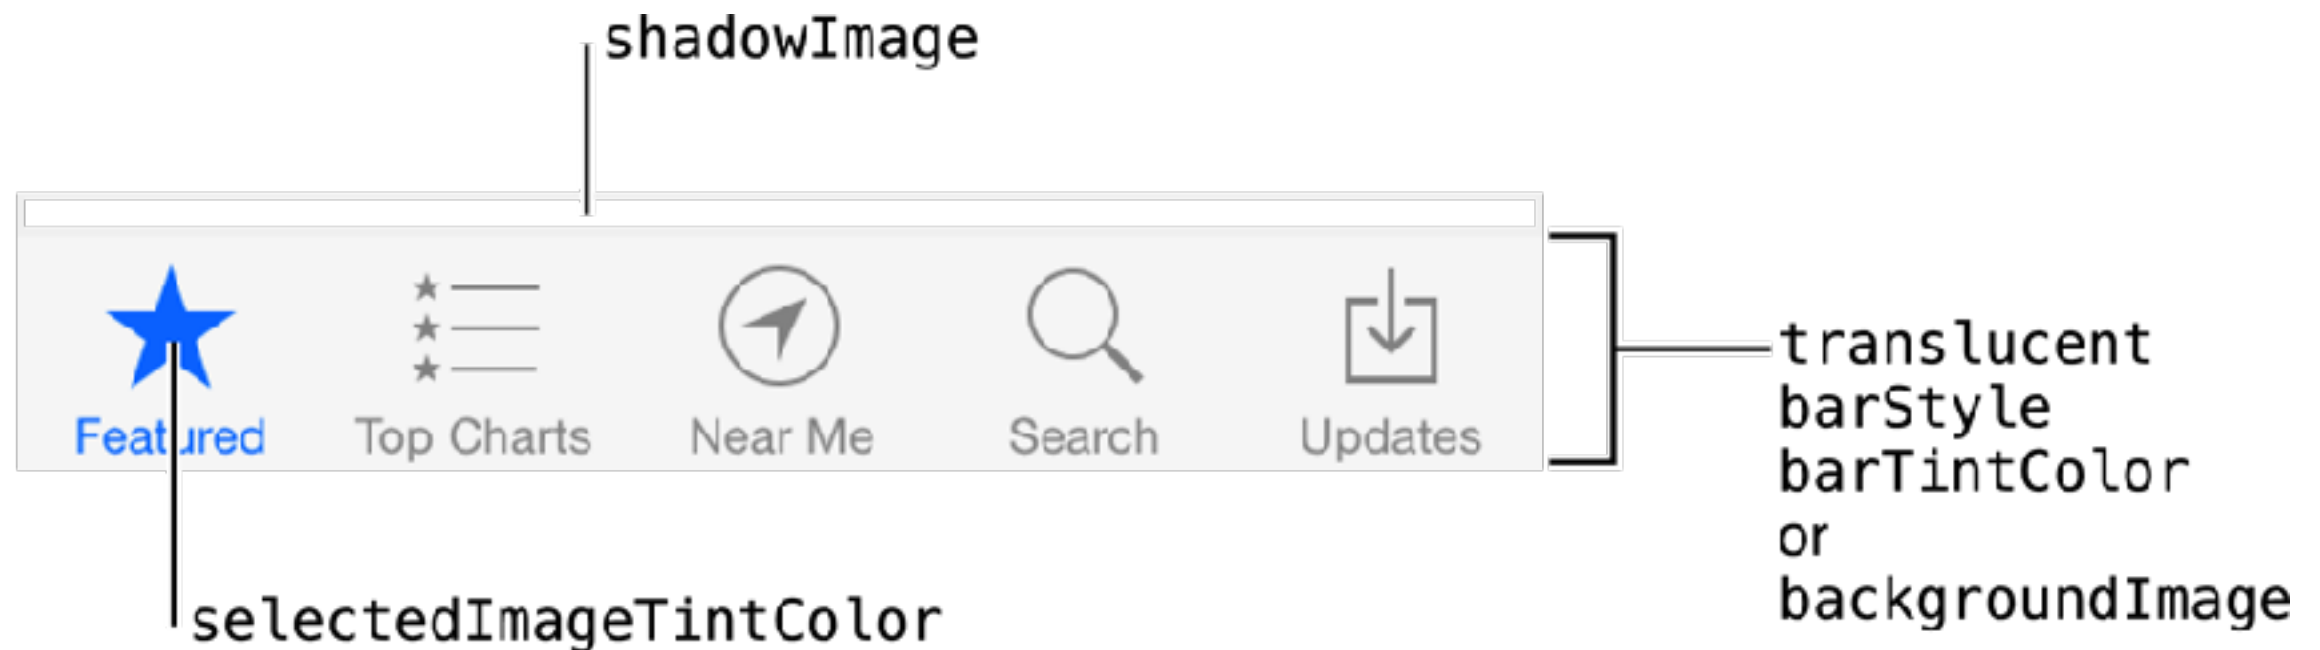 shadowImage
Featured
Top Charts
Near Me
Search
Updates
translucent
barStyle
barTintColor
or
backgroundImage
selectedImageTintColor